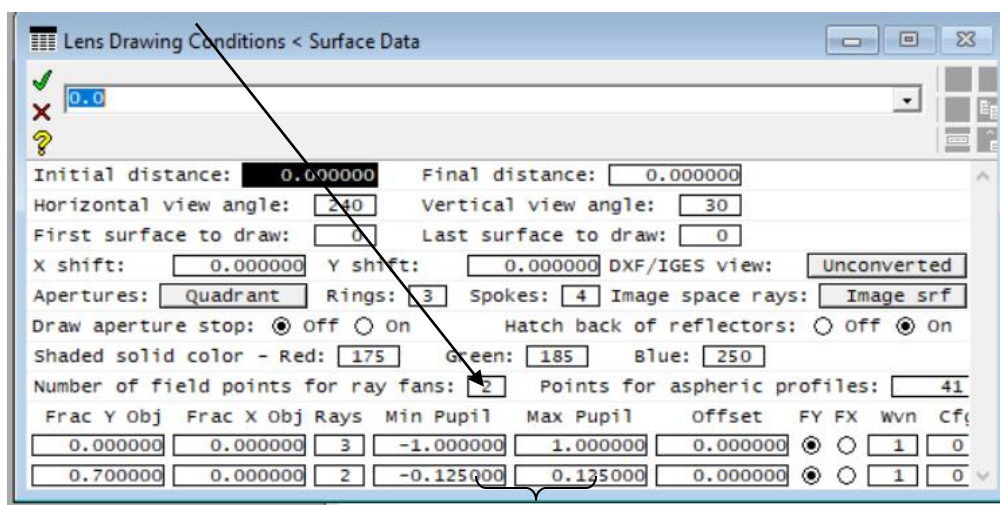 Lens Drawing Conditions < Surface Data
0.0
Initial distance: 0.000000 Final distance: 0.000000
Horizontal view angle: 240 Vertical view angle: 30
First surface to draw: 0 Last surface to draw: 0
X shift: 0.000000 Y shift: 0.000000 DXF/IGES view: Unconverted
Apertures: Quadrant Rings: 3 Spokes: 4 Image space rays: Image srf
Draw aperture stop: Off On Hatch back of reflectors: Off On
Shaded solid color - Red: 175 Green: 185 Blue: 250
Number of field points for ray fans: 2 Points for aspheric profiles: 41
Frac Y Obj Frac X Obj Rays Min Pupil Max Pupil Offset FY FX Wvn Cfg
0.000000 0.000000 3 -1.000000 1.000000 0.000000 1 0
0.700000 0.000000 2 -0.125000 0.125000 0.000000 1 0